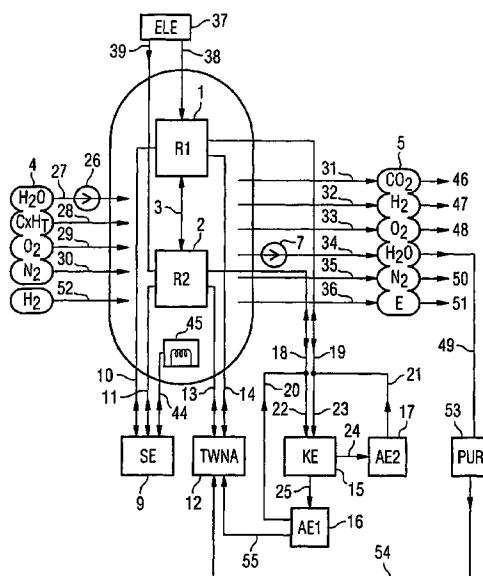 37
ELE
39
38
1
R1
4
27
26
H2O
28
CxHT
29
O2
30
N2
52
H2
3
2
R2
45
31
32
33
7
34
35
36
5
CO2
46
H2
47
O2
48
H2O
N2
50
E
51
49
10
11
44
13
14
18
19
20
21
22
23
17
53
SE
9
TWNA
12
KE
15
24
AE2
PUR
25
AE1
16
55
54